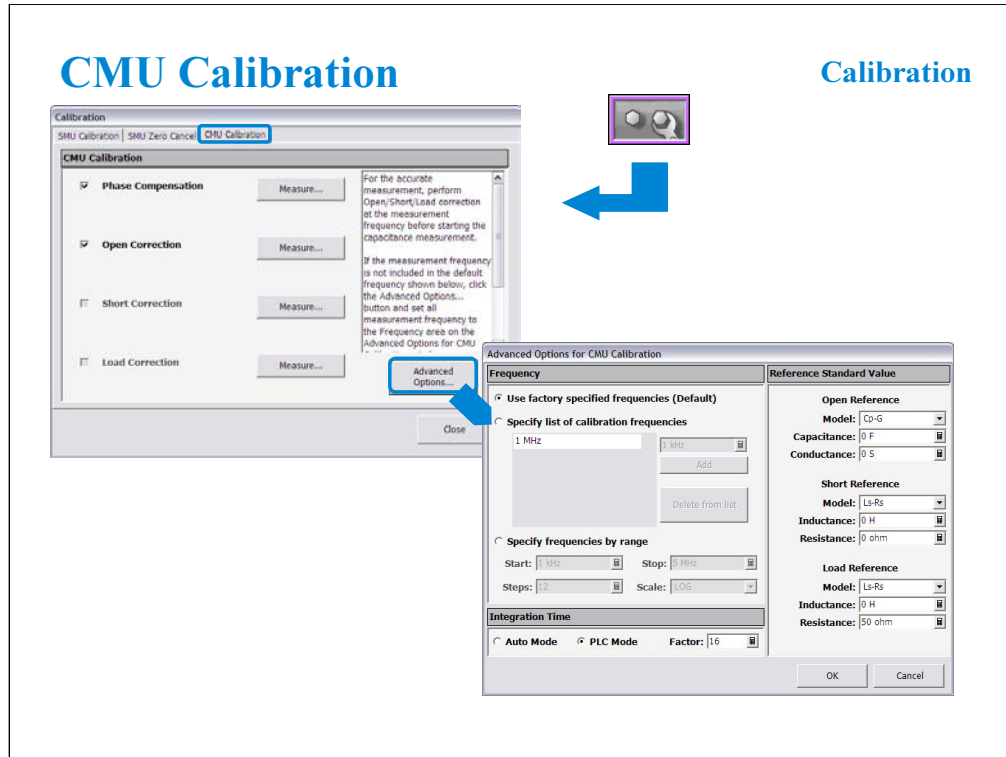 CMU Calibration
Calibration
Calibration
SMU Calibration
SMU Zero Cancel
CMU Calibration
CMU Calibration
Phase Compensation
Measure...
Open Correction
Measure...
Short Correction
Measure...
Load Correction
Measure...
For the accurate
measurement, perform
Open/Short/Load correction
at the measurement
frequency before starting the
capacitance measurement.
If the measurement frequency
is not included in the default
frequency shown below, click
the Advanced Options...
button and set all
measurement frequency to
the Frequency area on the
Advanced Options for CMU
Advanced
Options...
Close
Advanced Options for CMU Calibration
Frequency
Use factory specified frequencies (Default)
Specify list of calibration frequencies
1 MHz
1 kHz
Add
Delete from list
Specify frequencies by range
Start: 1 kHz
Stop: 5 MHz
Steps: 12
Scale: LOG
Integration Time
Auto Mode
PLC Mode
Factor: 16
Reference Standard Value
Open Reference
Model: Cp-G
Capacitance: 0 F
Conductance: 0 S
Short Reference
Model: Ls-Rs
Inductance: 0 H
Resistance: 0 ohm
Load Reference
Model: Ls-Rs
Inductance: 0 H
Resistance: 50 ohm
OK
Cancel